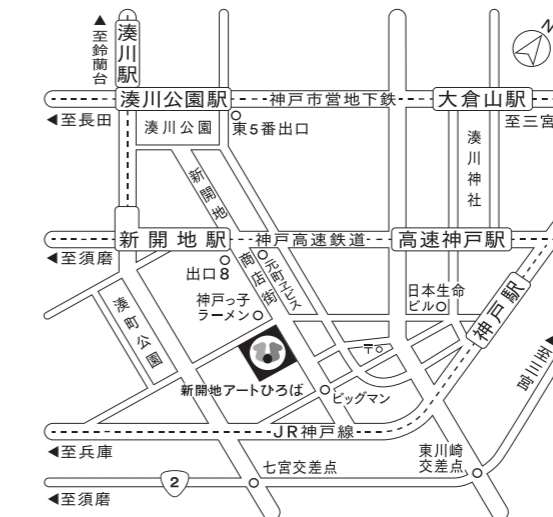 ▲至鈴蘭台
湊川駅
N
湊川公園駅
神戸市営地下鉄
大倉山駅
◀至長田
湊川公園
東5番出口
至三宮
湊川神社
新開地
商店街
新開地駅
神戸高速鉄道
高速神戸駅
◀至須磨
出口8
元町ヱビス
神戸っ子
ラーメン
日本生命
ビル
神戸駅
湊町公園
〒
▲至三宮
新開地アートひろば
ビッグマン
JR神戸線
◀至兵庫
東川崎
交差点
七宮交差点
2
◀至須磨